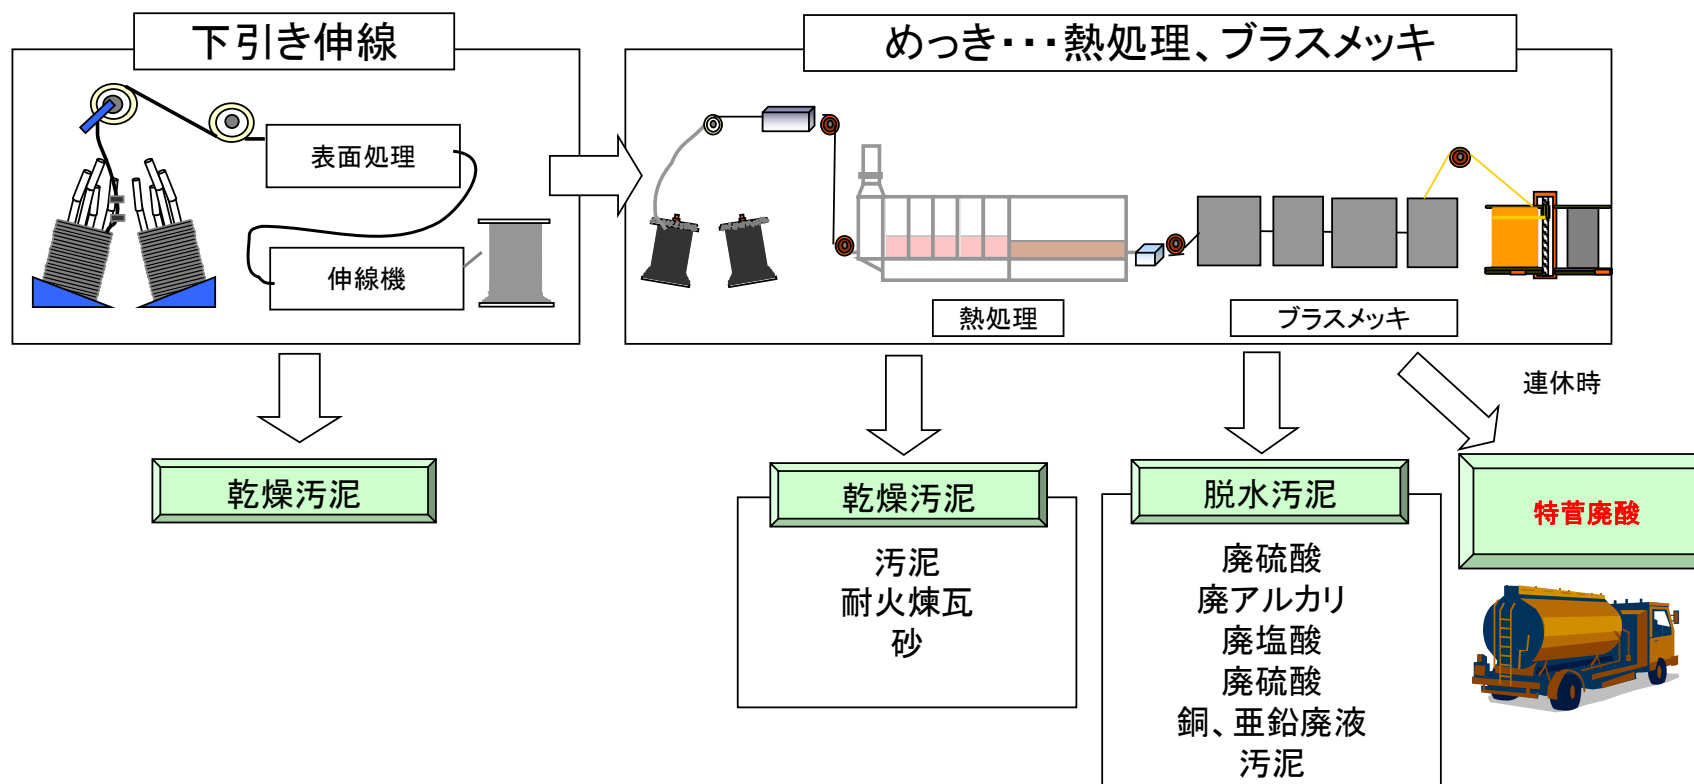 下引き伸線
めっき・・・熱処理、ブラスメッキ
表面処理
伸線機
熱処理
ブラスメッキ
連休時
乾燥汚泥
乾燥汚泥
汚泥
耐火煉瓦
砂
脱水汚泥
廃硫酸
廃アルカリ
廃塩酸
廃硫酸
銅、亜鉛廃液
汚泥
特菅廃酸